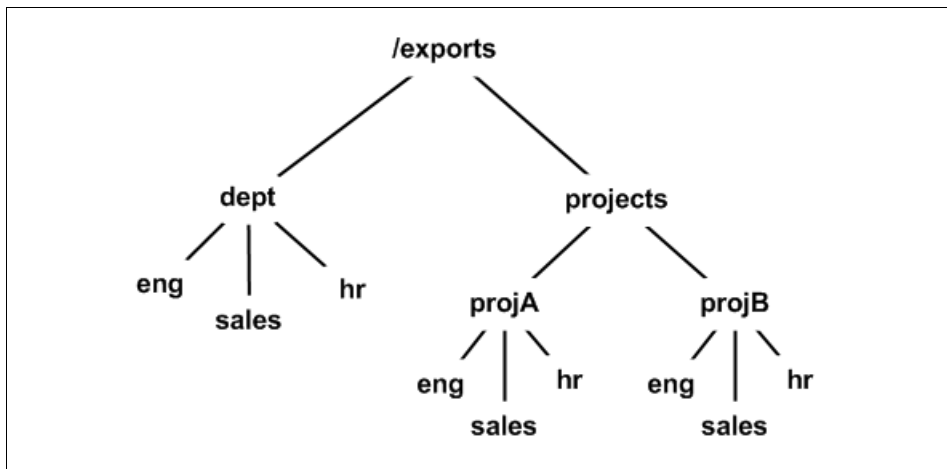 /exports
dept
projects
eng
sales
hr
projA
projB
eng
sales
hr
eng
sales
hr